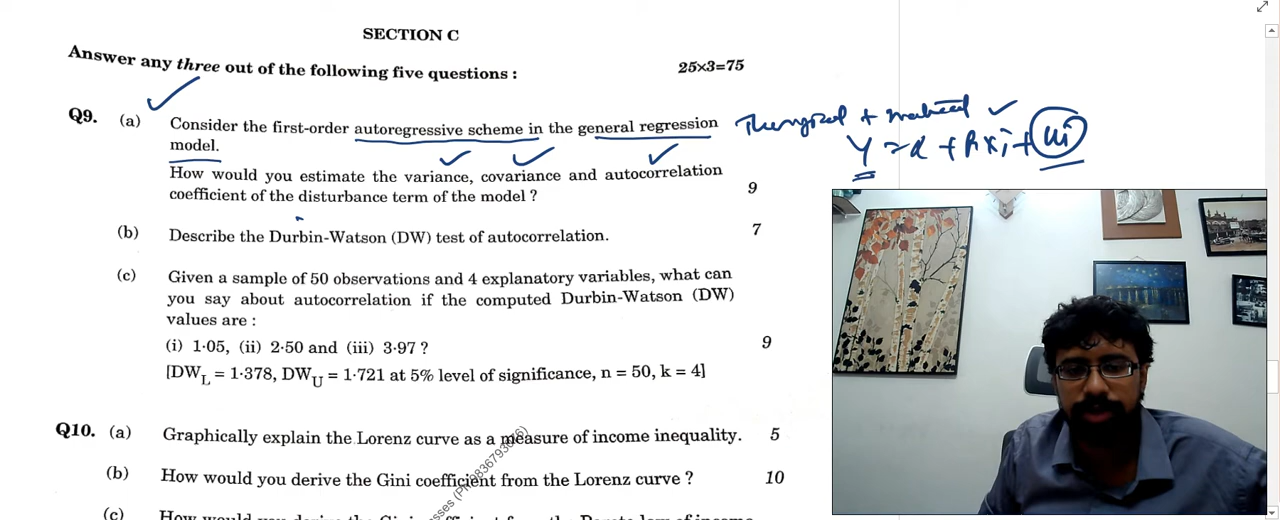 SECTION C
Answer any three out of the following five questions : 25×3=75
Q9. (a) Consider the first-order autoregressive scheme in the general regression
model.
How would you estimate the variance, covariance and autocorrelation
coefficient of the disturbance term of the model ? 9
+
Y = α + βxi + ui
(b) Describe the Durbin-Watson (DW) test of autocorrelation. 7
(c) Given a sample of 50 observations and 4 explanatory variables, what can
you say about autocorrelation if the computed Durbin-Watson (DW)
values are :
(i) 1·05, (ii) 2·50 and (iii) 3·97 ? 9
[DWL = 1·378, DWU = 1·721 at 5% level of significance, n = 50, k = 4]
Q10. (a) Graphically explain the Lorenz curve as a measure of income inequality. 5
(b) How would you derive the Gini coefficient from the Lorenz curve ? 10
(c)